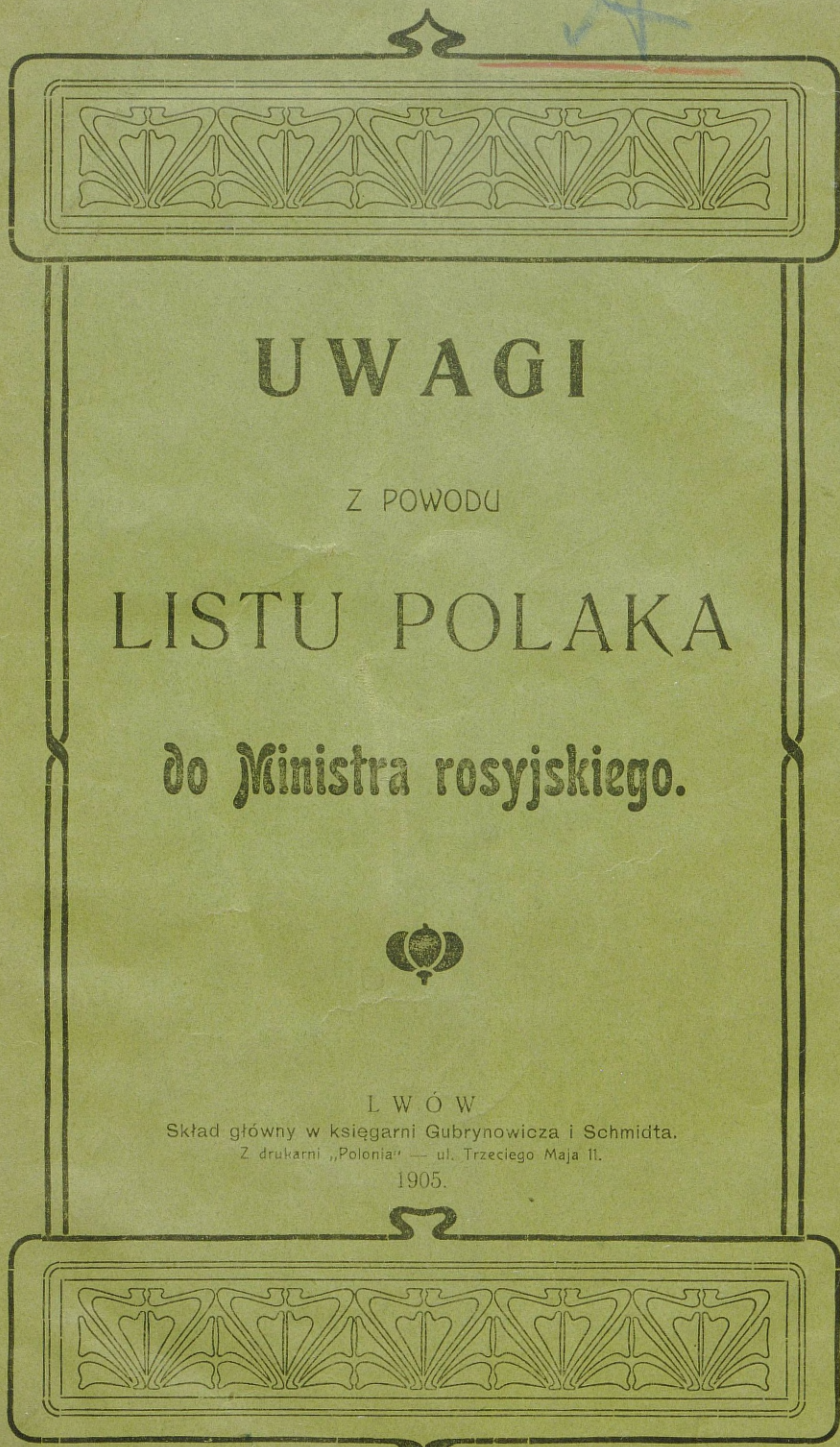 UWAGI
Z POWODU
LISTU POLAKA
do Ministra rosyjskiego.
LWÓW
Skład główny w księgarni Gubrynowicza i Schmidta.
Z drukarni „Polonia" — ul. Trzeciego Maja 11.
1905.